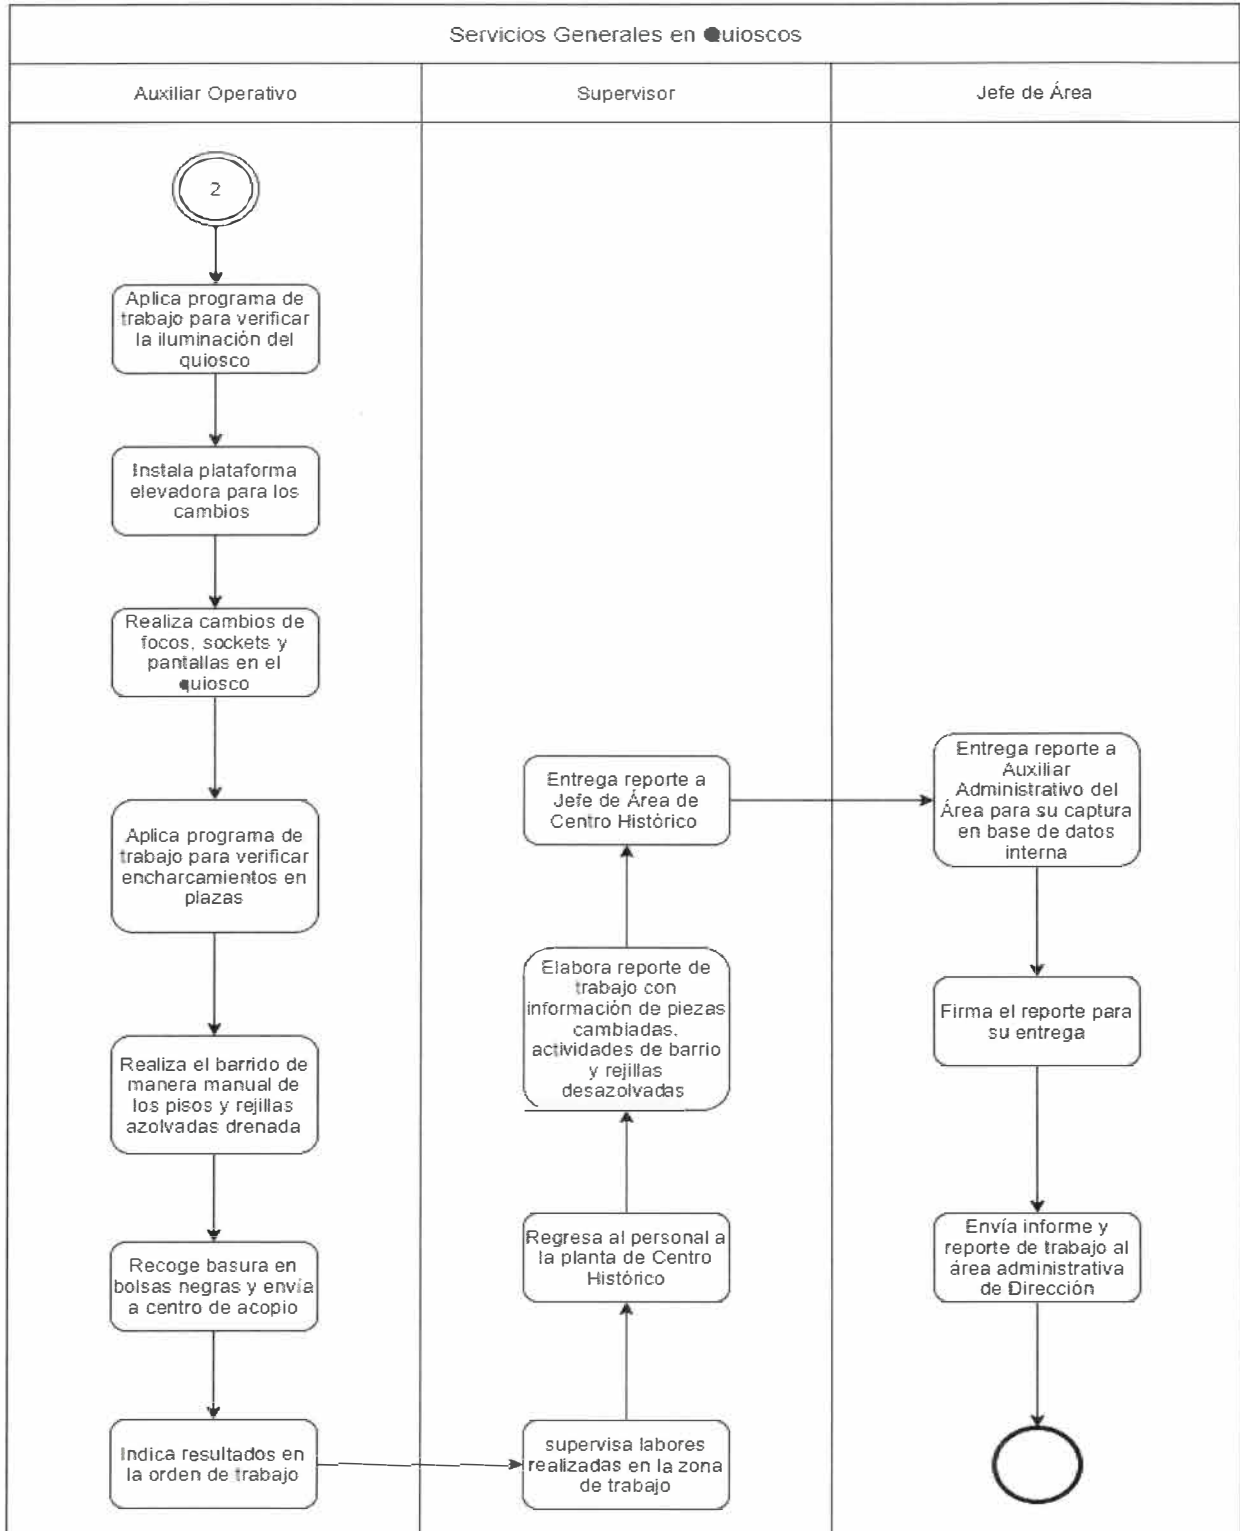 Servicios Generales en Quioscos
Auxiliar Operativo
Supervisor
Jefe de Área
2
Aplica programa de
trabajo para verificar
la iluminación del
quiosco
Instala plataforma
elevadora para los
cambios
Realiza cambios de
focos, sockets y
pantallas en el
quiosco
Aplica programa de
trabajo para verificar
encharcamientos en
plazas
Realiza el barrido de
manera manual de
los pisos y rejillas
azolvadas drenada
Recoge basura en
bolsas negras y envía
a centro de acopio
Indica resultados en
la orden de trabajo
supervisa labores
realizadas en la zona
de trabajo
Regresa al personal a
la planta de Centro
Histórico
Elabora reporte de
trabajo con
información de piezas
cambiadas,
actividades de barrio
y rejillas
desazolvadas
Entrega reporte a
Jefe de Área de
Centro Histórico
Entrega reporte a
Auxiliar
Administrativo del
Área para su captura
en base de datos
interna
Firma el reporte para
su entrega
Envía informe y
reporte de trabajo al
área administrativa
de Dirección